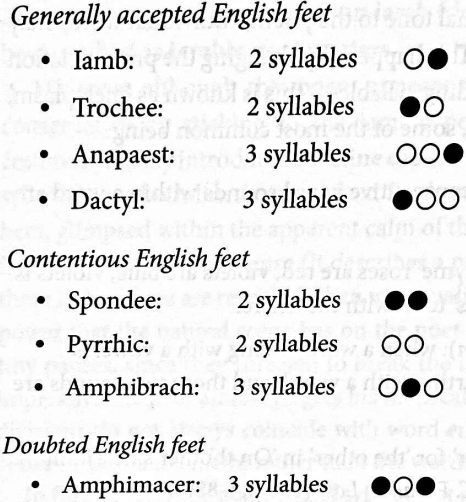 Generally accepted English feet
• Iamb: 2 syllables ○●
• Trochee: 2 syllables ●○
• Anapaest: 3 syllables ○○●
• Dactyl: 3 syllables ●○○
Contentious English feet
• Spondee: 2 syllables ●●
• Pyrrhic: 2 syllables ○○
• Amphibrach: 3 syllables ○●○
Doubted English feet
• Amphimacer: 3 syllables ●○●